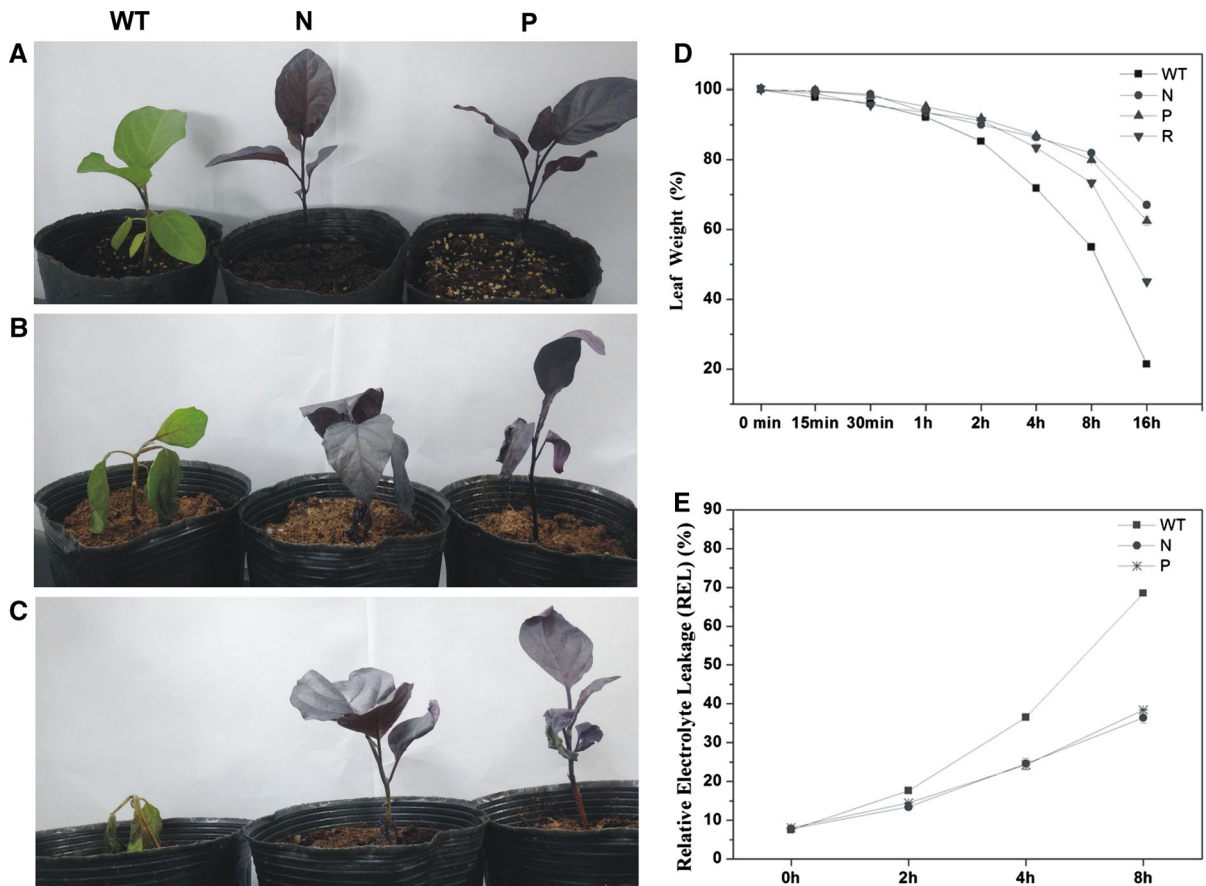 WT N P
A
B
C
D
Leaf Weight (%)
100
80
60
40
20
0 min 15min 30min 1h 2h 4h 8h 16h
WT
N
P
R
E
Relative Electrolyte Leakage (REL) (%)
90
80
70
60
50
40
30
20
10
0
0h 2h 4h 8h
WT
N
P